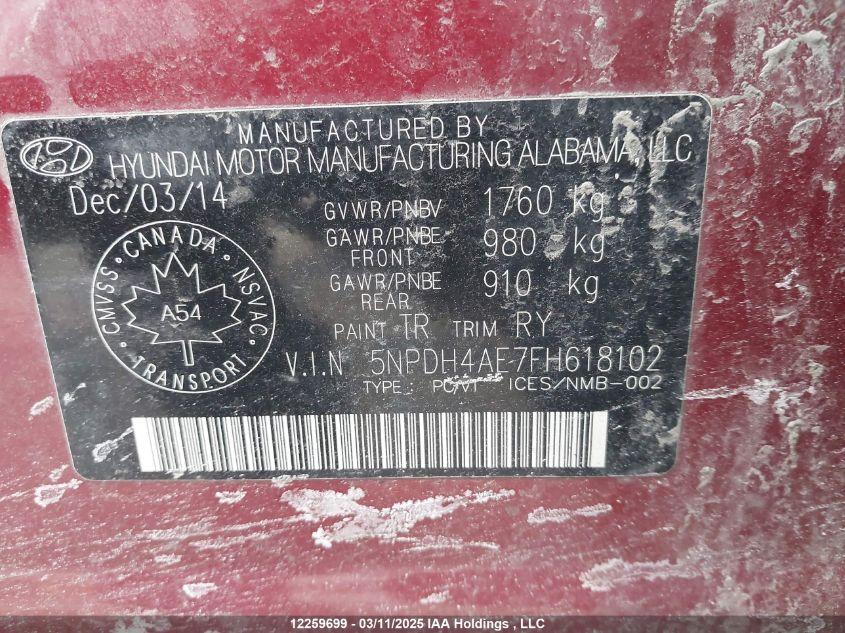 MANUFACTURED BY
HYUNDAI MOTOR MANUFACTURING ALABAMA, LLC
Dec/03/14
GVWR/PNBV 1760 kg
GAWR/PNBE FRONT 980 kg
GAWR/PNBE REAR 910 kg
PAINT TR TRIM RY
CANADA
CMVSS NSVAC
A54
TRANSPORT
V.I.N 5NPDH4AE7FH618102
TYPE : PC/VT ICES/NMB-002
12259699 - 03/11/2025 IAA Holdings , LLC